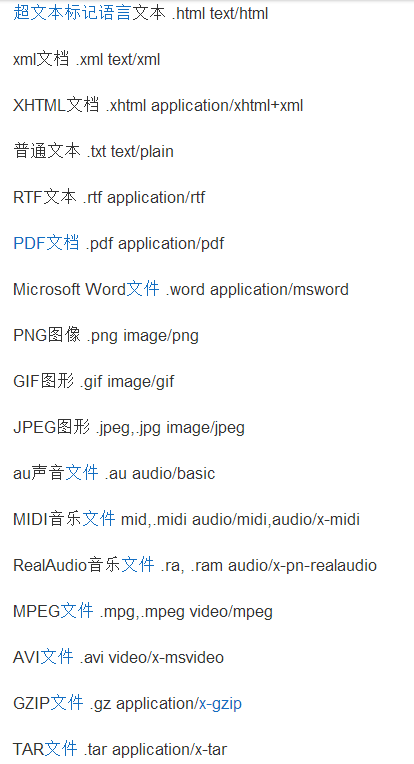 超文本标记语言文本 .html text/html
xml文档 .xml text/xml
XHTML文档 .xhtml application/xhtml+xml
普通文本 .txt text/plain
RTF文本 .rtf application/rtf
PDF文档 .pdf application/pdf
Microsoft Word文件 .word application/msword
PNG图像 .png image/png
GIF图形 .gif image/gif
JPEG图形 .jpeg,.jpg image/jpeg
au声音文件 .au audio/basic
MIDI音乐文件 mid,.midi audio/midi,audio/x-midi
RealAudio音乐文件 .ra, .ram audio/x-pn-realaudio
MPEG文件 .mpg,.mpeg video/mpeg
AVI文件 .avi video/x-msvideo
GZIP文件 .gz application/x-gzip
TAR文件 .tar application/x-tar